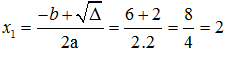 x₁ = (-b + √Δ) / 2a = (6 + 2) / 2.2 = 8 / 4 = 2